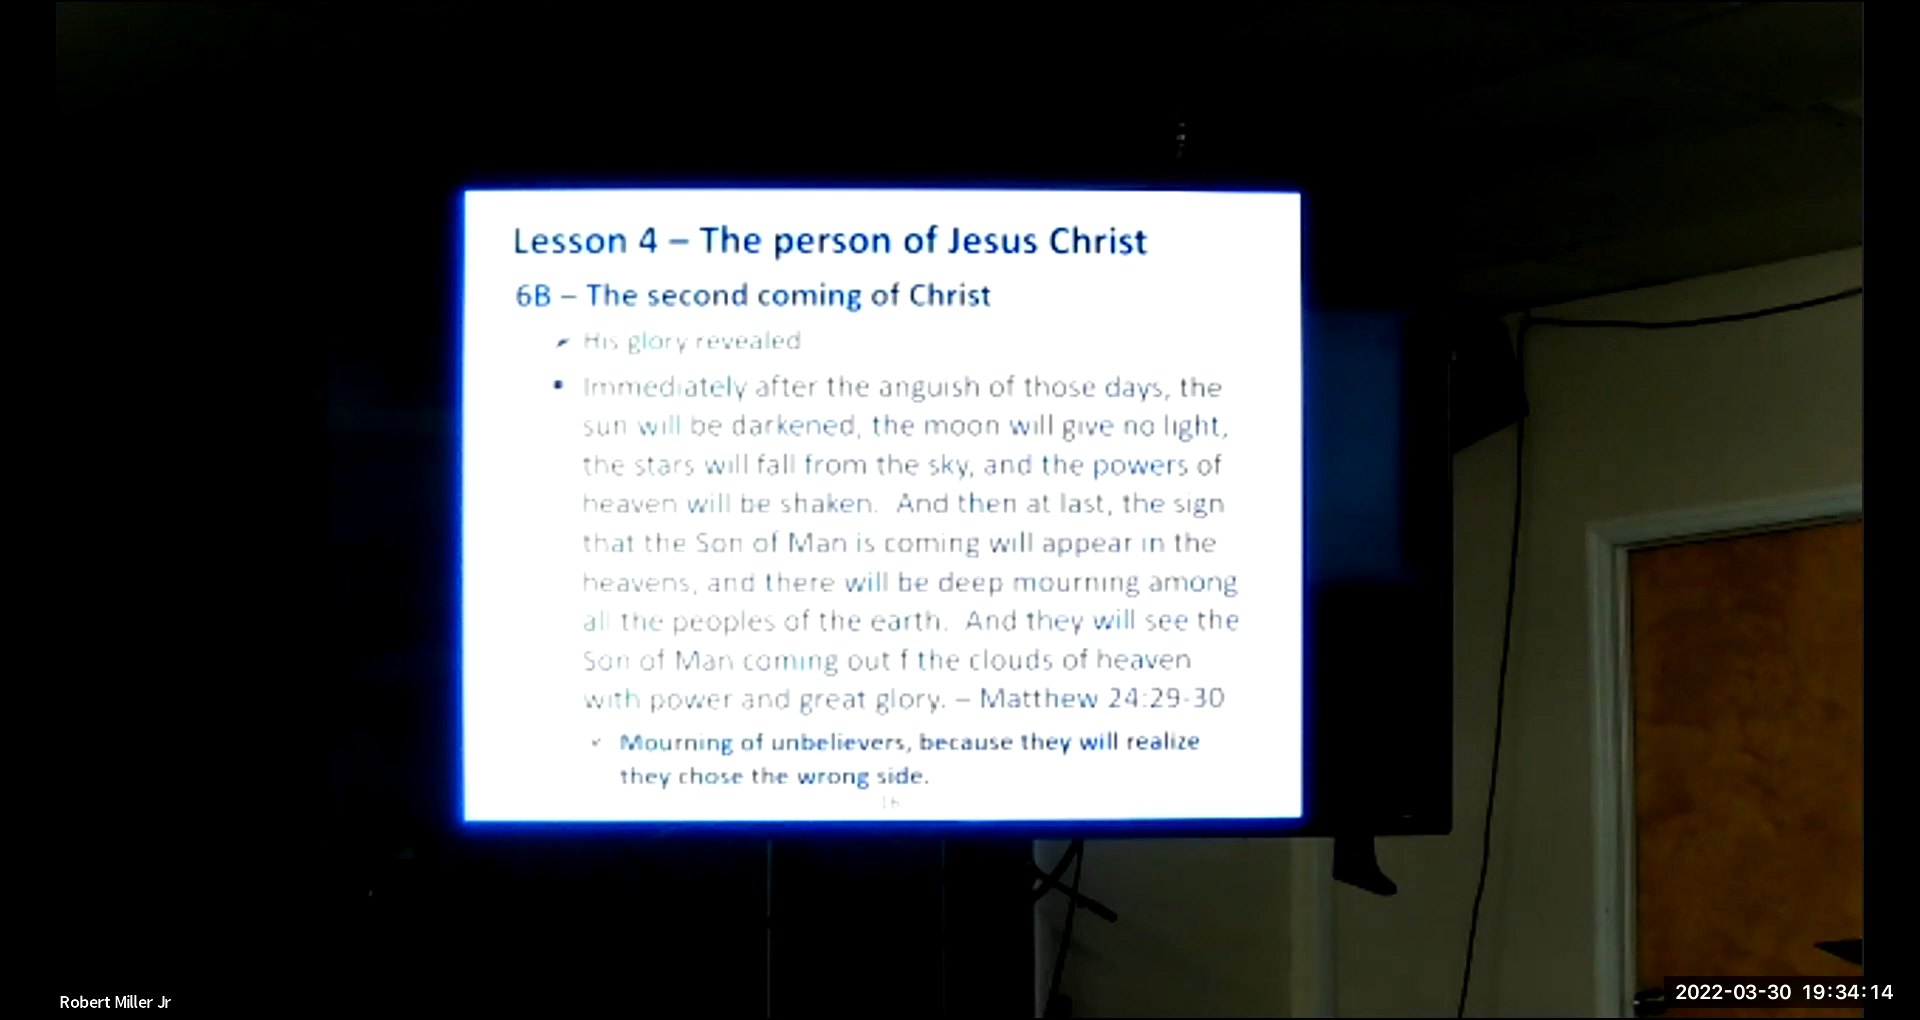 Lesson 4 – The person of Jesus Christ
6B – The second coming of Christ
His glory revealed
Immediately after the anguish of those days, the
sun will be darkened, the moon will give no light,
the stars will fall from the sky, and the powers of
heaven will be shaken.  And then at last, the sign
that the Son of Man is coming will appear in the
heavens, and there will be deep mourning among
all the peoples of the earth.  And they will see the
Son of Man coming out f the clouds of heaven
with power and great glory. – Matthew 24:29-30
Mourning of unbelievers, because they will realize
they chose the wrong side.
16
Robert Miller Jr
2022-03-30 19:34:14